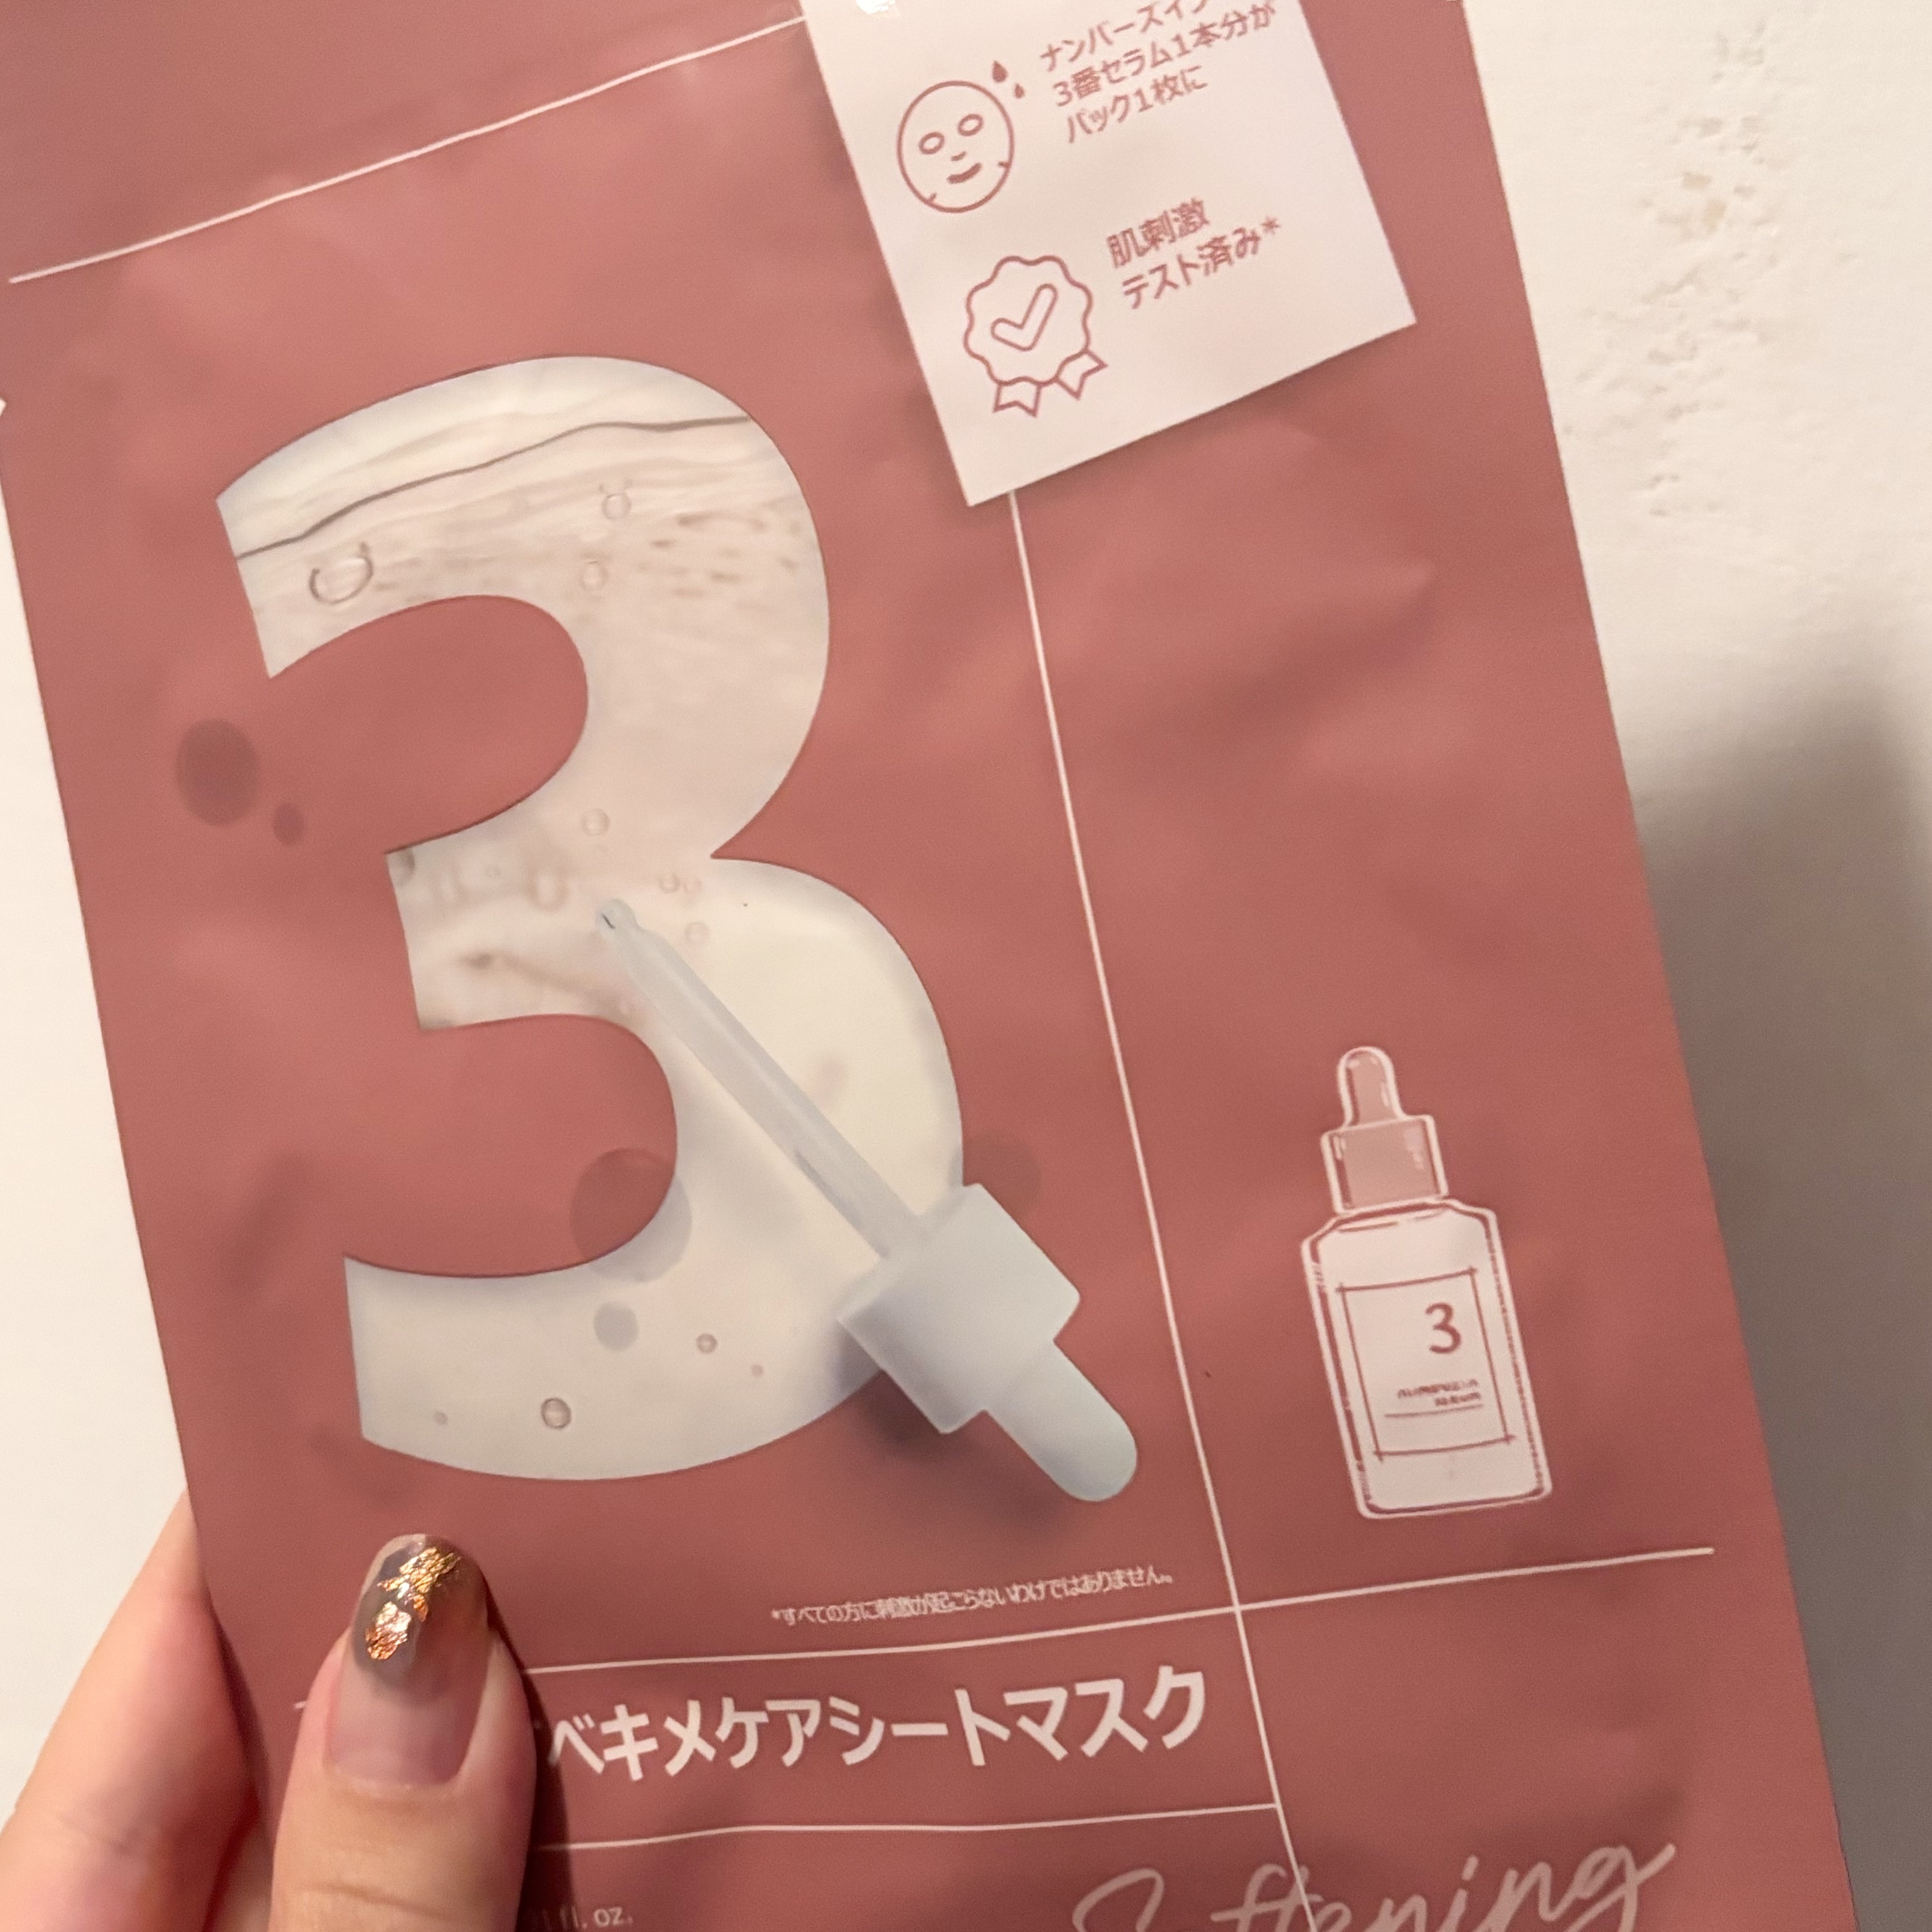 ナンバーズイン
3番セラム1本分が
パック1枚に
肌刺激
テスト済み*
3
3
*すべての方に刺激が起こらないわけではありません。
ベキメケアシートマスク
fl. oz.
Softening